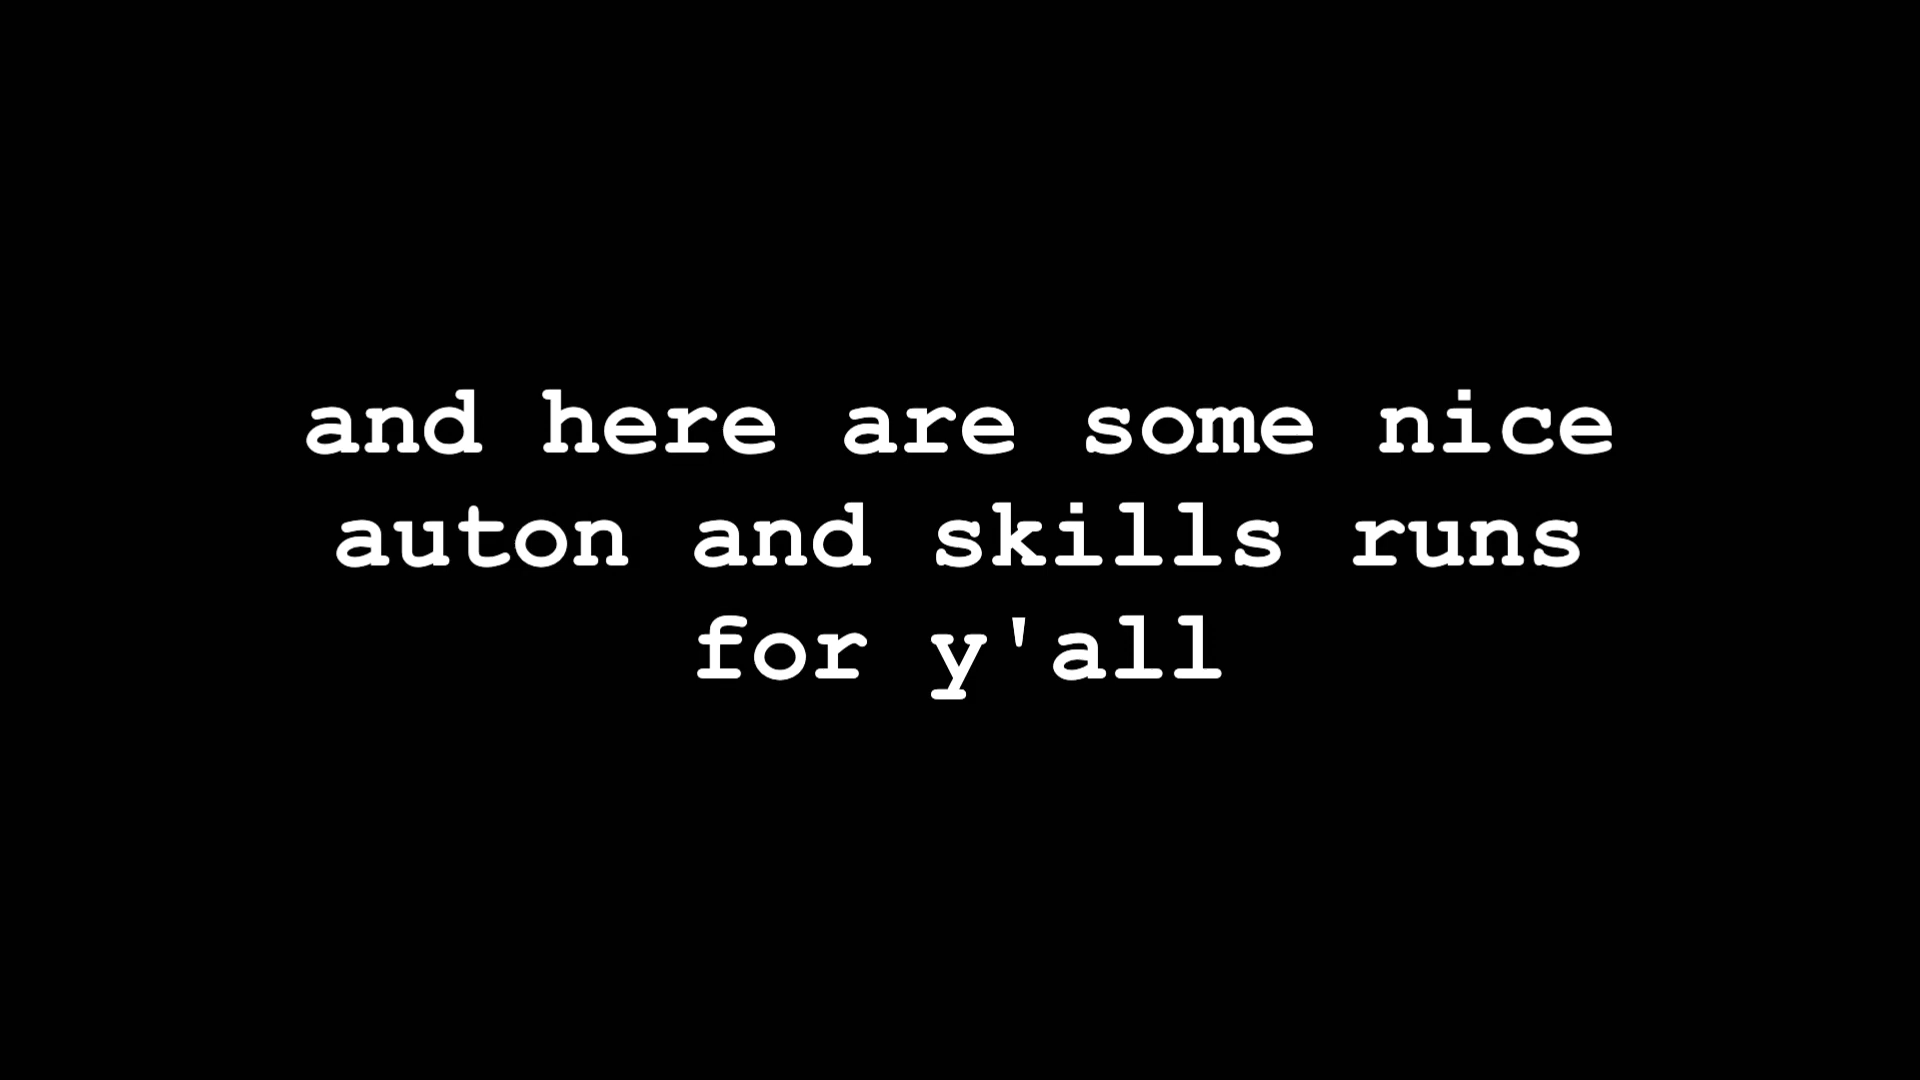 and here are some nice
auton and skills runs
for y'all